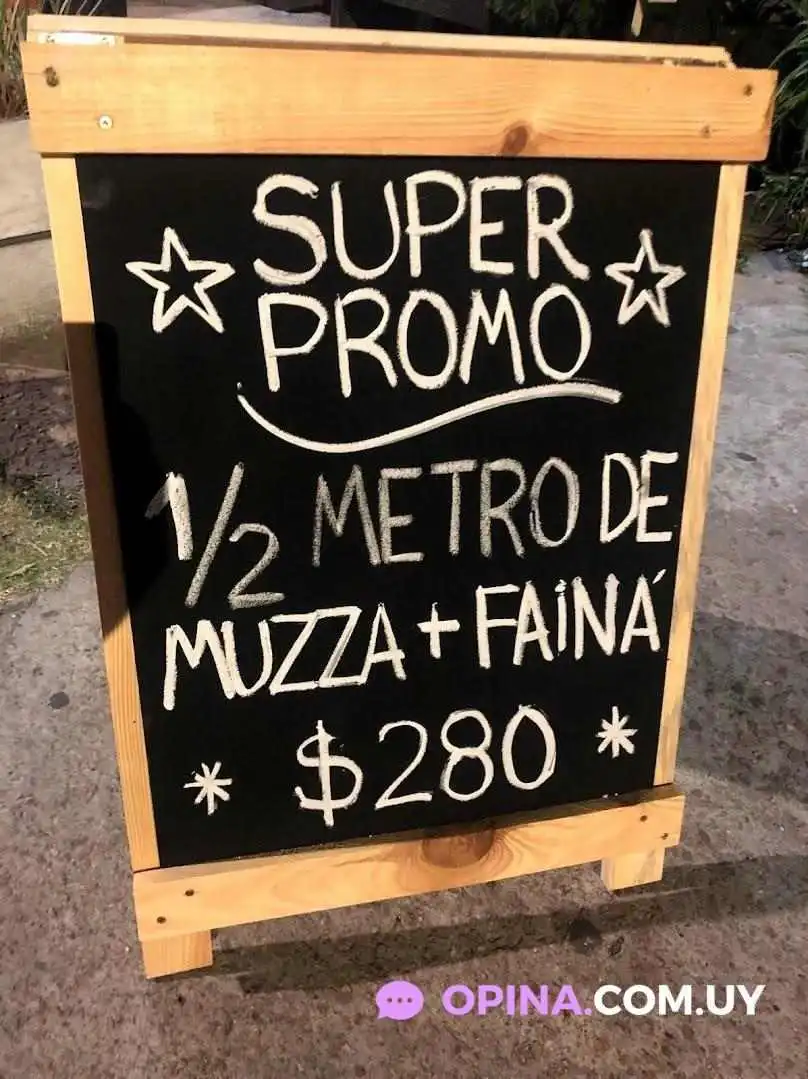 SUPER
PROMO
1/2 METRO DE
MUZZA + FAINÁ
$280
OPINA.COM.UY